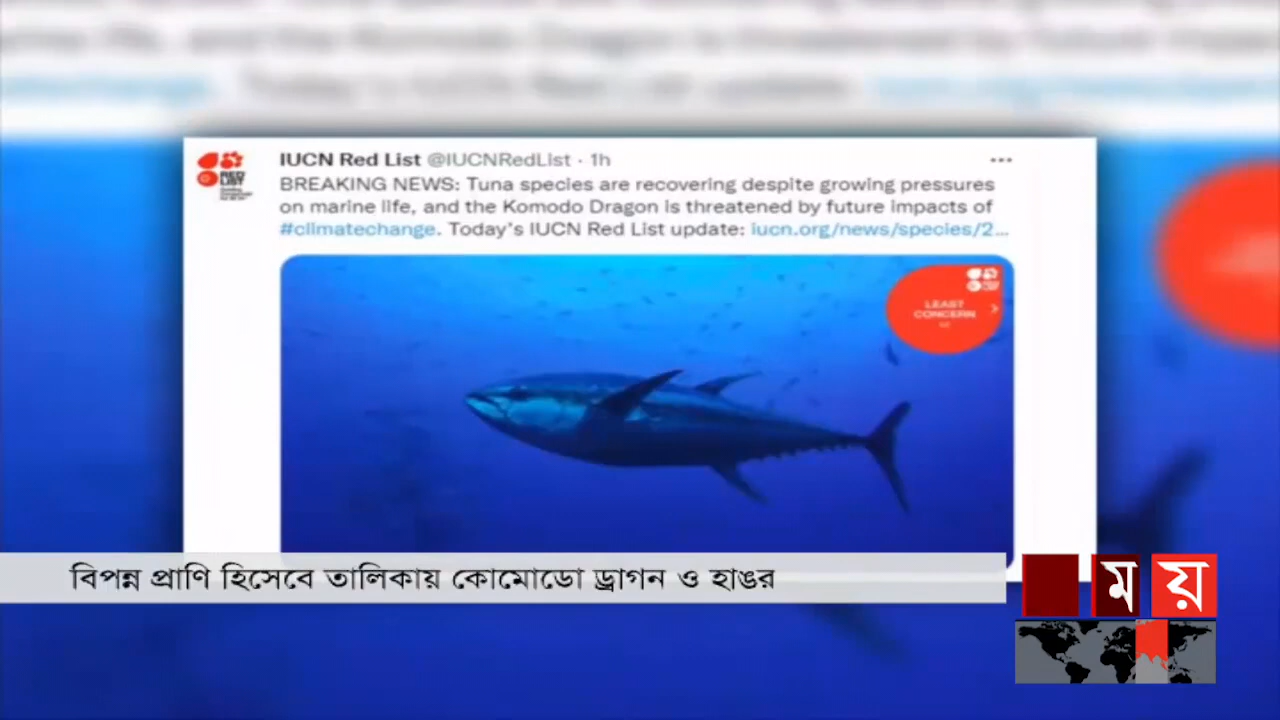 IUCN Red List @IUCNRedList · 1h
BREAKING NEWS: Tuna species are recovering despite growing pressures
on marine life, and the Komodo Dragon is threatened by future impacts of
#climatechange. Today's IUCN Red List update: iucn.org/news/species/2...
RED
LIST
LEAST
CONCERN
বিপন্ন প্রাণি হিসেবে তালিকায় কোমোডো ড্রাগন ও হাঙর
ময়